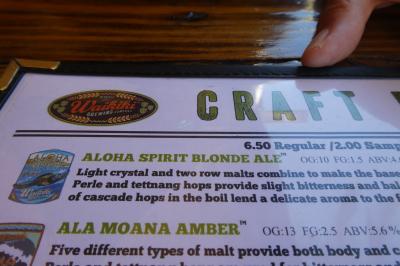 Waikiki
BREWING COMPANY
CRAFT
6.50 Regular /2.00 Samp
ALOHA SPIRIT BLONDE ALE™ OG:10 FG:1.5 ABV:4.
Light crystal and two row malts combine to make the base
Perle and tettnang hops provide slight bitterness and bal
of cascade hops in the boil lend a delicate aroma to the f
ALOHA
Waikiki
ALA MOANA AMBER™ OG:13 FG:2.5 ABV:5.6%
Five different types of malt provide both body and c